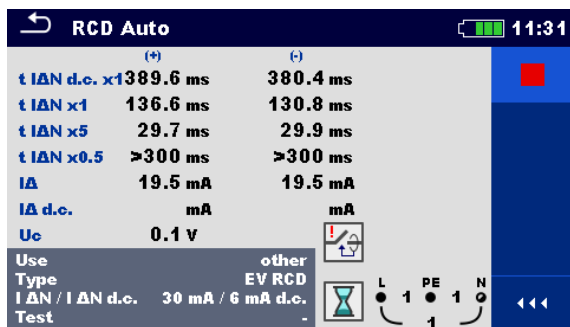 RCD Auto 11:31
(+) (-)
t IΔN d.c. x1 389.6 ms 380.4 ms
t IΔN x1 136.6 ms 130.8 ms
t IΔN x5 29.7 ms 29.9 ms
t IΔN x0.5 >300 ms >300 ms
IΔ 19.5 mA 19.5 mA
IΔ d.c. mA mA
Uc 0.1 V
Use other
Type EV RCD
I ΔN / I ΔN d.c. 30 mA / 6 mA d.c.
Test -
L PE N
1 1
1